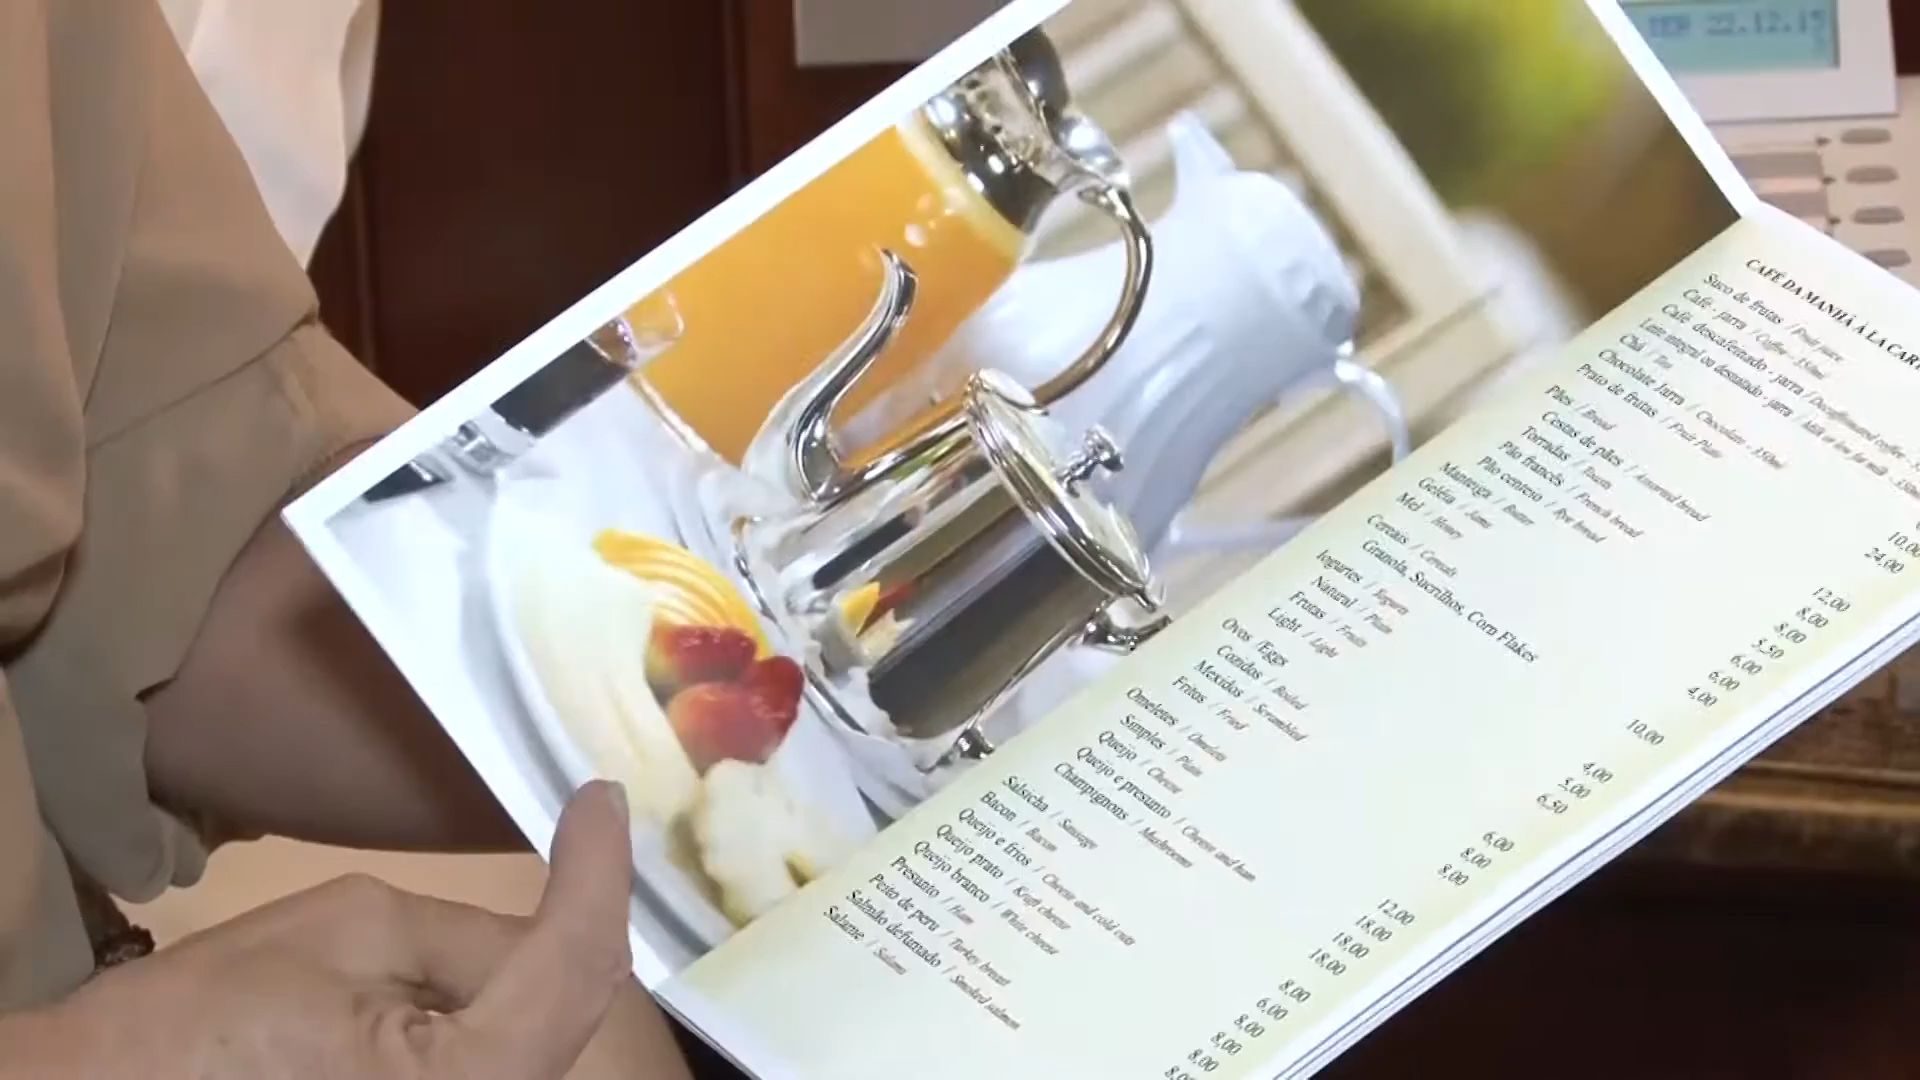 22.12.15
CAFÉ DA MANHÃ À LA CAR
Suco de frutas / Fruit juice
Café - jarra / Coffee - 350ml
Café descafeinado - jarra / Decaffeinated coffee
Leite integral ou desnatado - jarra / Milk or low fat milk - 350ml
Chá / Tea
Chocolate Jarra / Chocolate - 350ml
Prato de frutas / Fruit Plate
10,00
24,00
Pães / Bread
Cestas de pães / Assorted bread
12,00
Torradas / Toasts
8,00
Pão francês / French bread
8,00
Pão centeio / Rye bread
5,50
Manteiga / Butter
6,00
Geléia / Jams
6,00
Mel / Honey
4,00
Cereais / Cereals
Granola, Sucrilhos, Corn Flakes
10,00
Iogurtes / Yogurts
Natural / Plain
4,00
Frutas / Fruits
5,00
Light / Light
6,50
Ovos /Eggs
Cozidos / Boiled
6,00
Mexidos / Scrambled
8,00
Fritos / Fried
8,00
Omeletes / Omelets
Simples / Plain
12,00
Queijo / Cheese
18,00
Queijo e presunto / Cheese and ham
18,00
Champignons / Mushrooms
18,00
Salsicha / Sausage
8,00
Bacon / Bacon
6,00
Queijo e frios / Cheese and cold cuts
Queijo prato / Kraft cheese
8,00
Queijo branco / White cheese
8,00
Presunto / Ham
8,00
Peito de peru / Turkey breast
Salmão defumado / Smoked salmon
Salame / Salami